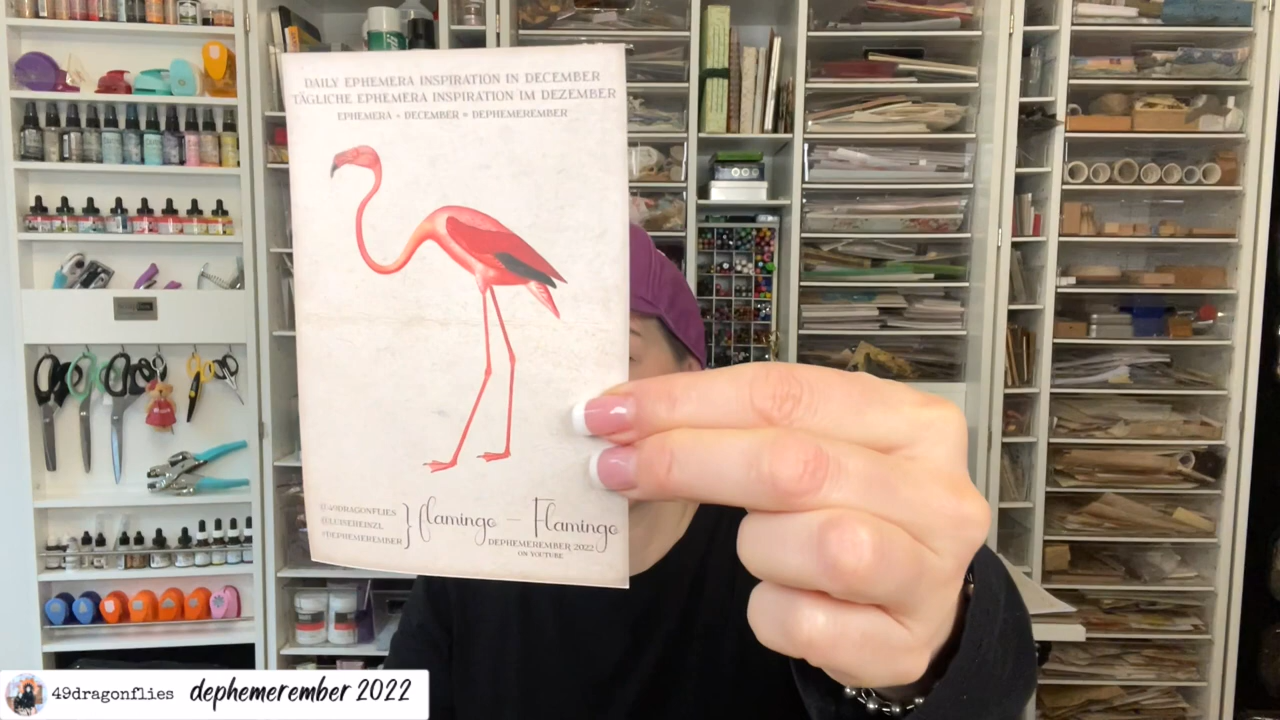 DAILY EPHEMERA INSPIRATION IN DECEMBER
TÄGLICHE EPHEMERA INSPIRATION IM DEZEMBER
EPHEMERA + DECEMBER = DEPHEMEREMBER
@49DRAGONFLIES
@LUISEHEINZL
#DEPHEMEREMBER
flamingo – Flamingo
DEPHEMEREMBER 2022
ON YOUTUBE
49dragonflies dephemerember 2022